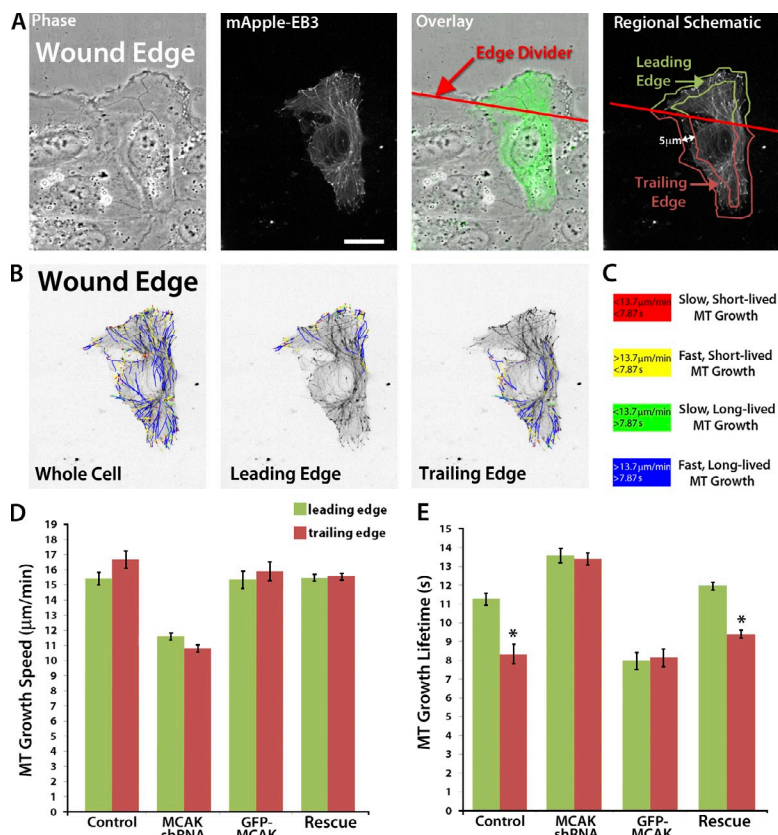 A
Phase
Wound Edge
mApple-EB3
Overlay
Edge Divider
Regional Schematic
Leading
Edge
5μm
Trailing
Edge
B
Wound Edge
Whole Cell
Leading Edge
Trailing Edge
C
<13.7μm/min
<7.87s
Slow, Short-lived
MT Growth
>13.7μm/min
<7.87s
Fast, Short-lived
MT Growth
<13.7μm/min
>7.87s
Slow, Long-lived
MT Growth
>13.7μm/min
>7.87s
Fast, Long-lived
MT Growth
D
leading edge
trailing edge
MT Growth Speed (μm/min)
19
17
16
15
14
13
12
11
10
9
8
7
6
5
4
3
2
1
0
Control
MCAK
shRNA
GFP-
MCAK
Rescue
E
MT Growth Lifetime (s)
15
14
13
12
11
10
9
8
7
6
5
4
3
2
1
0
*
*
Control
MCAK
shRNA
GFP-
MCAK
Rescue